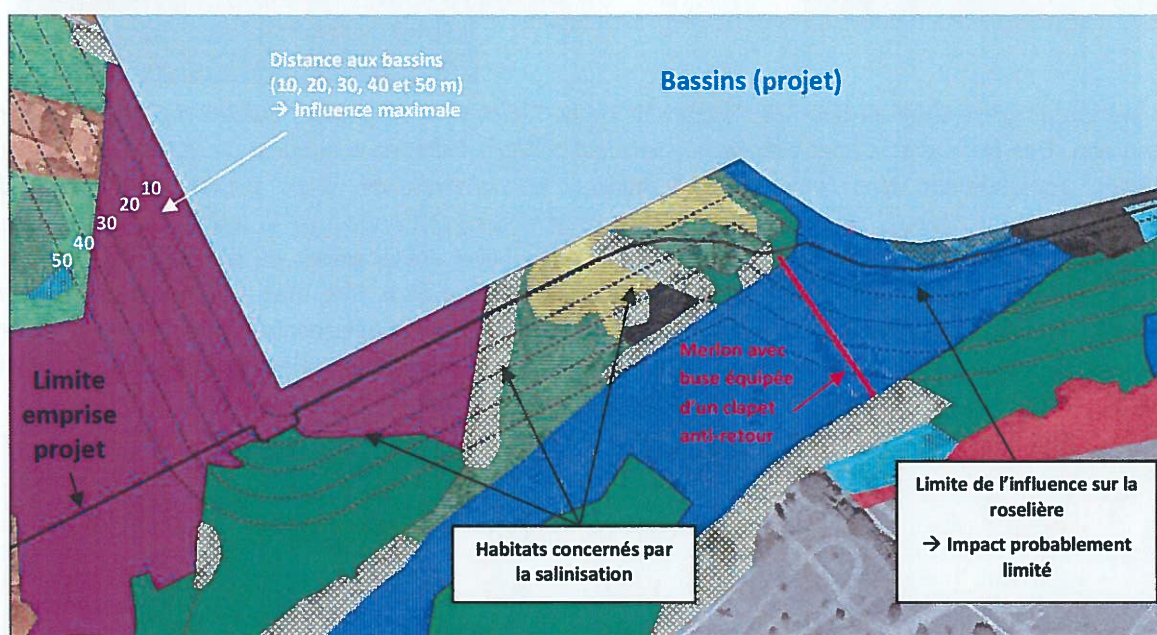 Distance aux bassins
(10, 20, 30, 40 et 50 m)
→ Influence maximale
Bassins (projet)
10
20
30
40
50
Limite
emprise
projet
Merlon avec
buse équipée
d'un clapet
anti-retour
Habitats concernés par
la salinisation
Limite de l'influence sur la
roselière
→ Impact probablement
limité